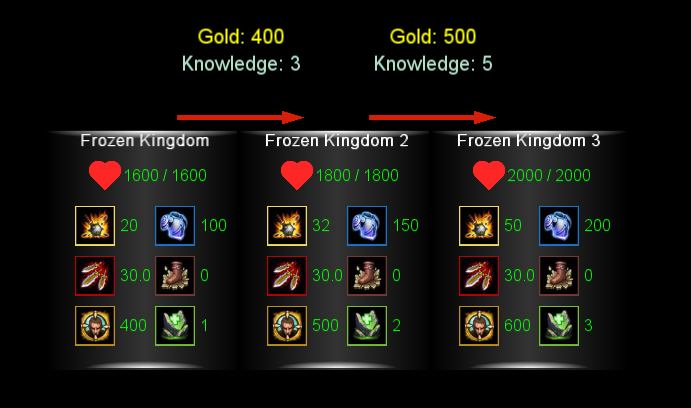 Gold: 400
Gold: 500
Knowledge: 3
Knowledge: 5
Frozen Kingdom
Frozen Kingdom 2
Frozen Kingdom 3
1600 / 1600
1800 / 1800
2000 / 2000
20 100
32 150
50 200
30.0 0
30.0 0
30.0 0
400 1
500 2
600 3